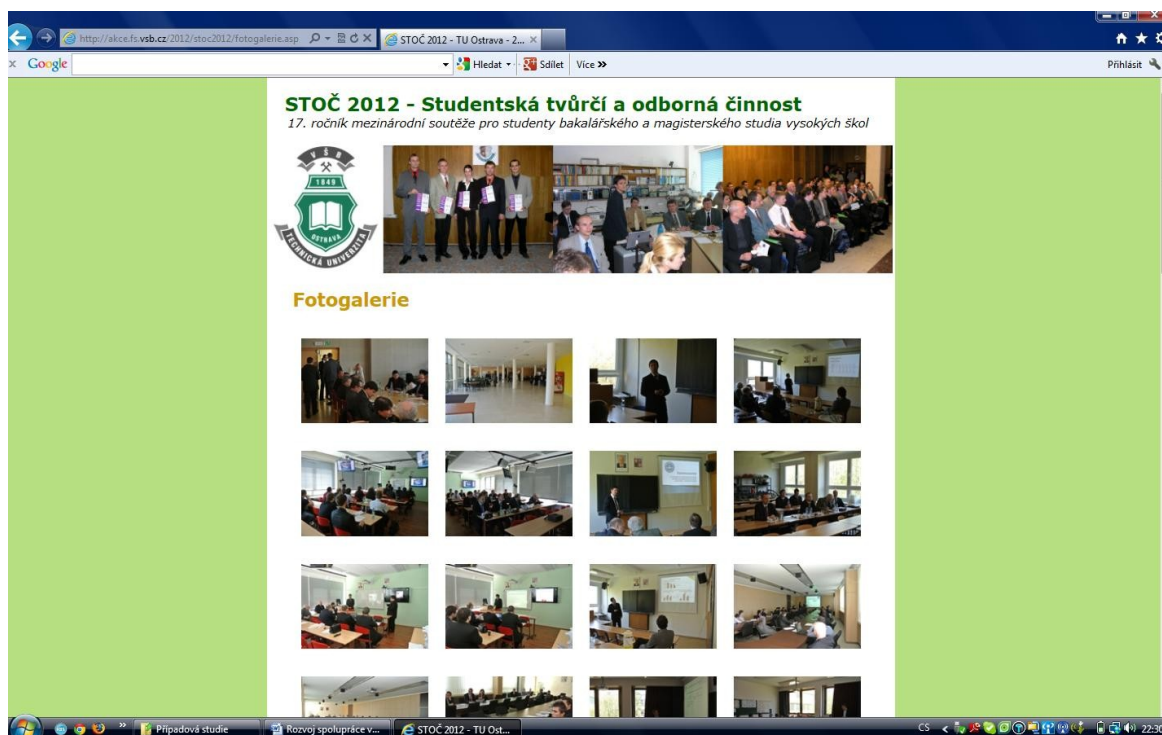 http://akce.fs.vsb.cz/2012/stoc2012/fotogalerie.asp
STOČ 2012 - TU Ostrava - 2...
Google
Hledat
Sdílet
Více
Přihlásit
STOČ 2012 - Studentská tvůrčí a odborná činnost
17. ročník mezinárodní soutěže pro studenty bakalářského a magisterského studia vysokých škol
VŠB
1849
OSTRAVA
TECHNICKÁ UNIVERZITA
Fotogalerie
Případová studie
Rozvoj spolupráce v...
STOČ 2012 - TU Ost...
CS
22:30